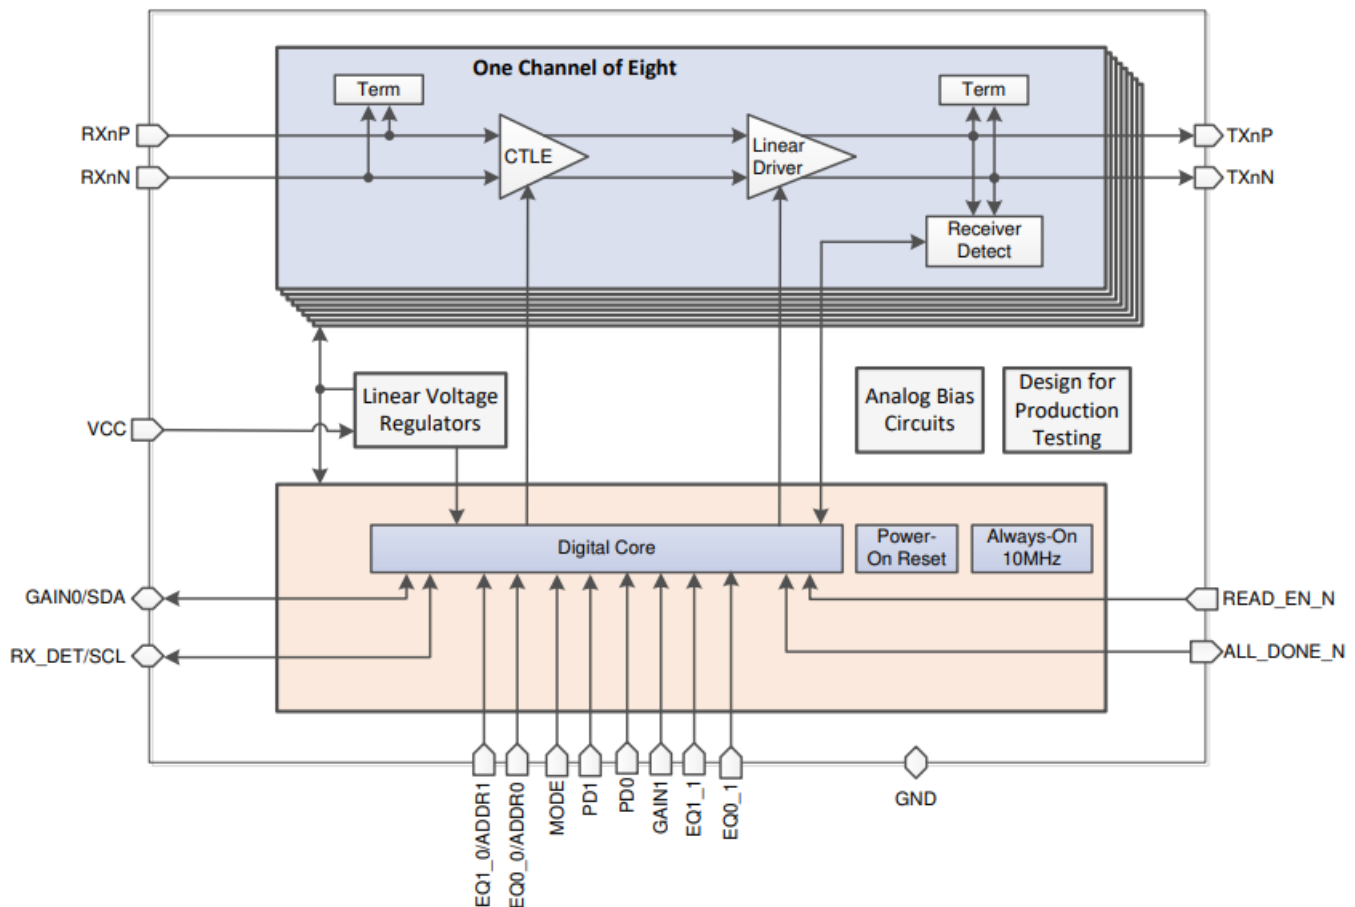 One Channel of Eight
Term
Term
RXnP
TXnP
CTLE
Linear
Driver
RXnN
TXnN
Receiver
Detect
Linear Voltage
Regulators
Analog Bias
Circuits
Design for
Production
Testing
VCC
Digital Core
Power-
On Reset
Always-On
10MHz
GAIN0/SDA
READ_EN_N
RX_DET/SCL
ALL_DONE_N
EQ1_0/ADDR1
EQ0_0/ADDR0
MODE
PD1
PD0
GAIN1
EQ1_1
EQ0_1
GND